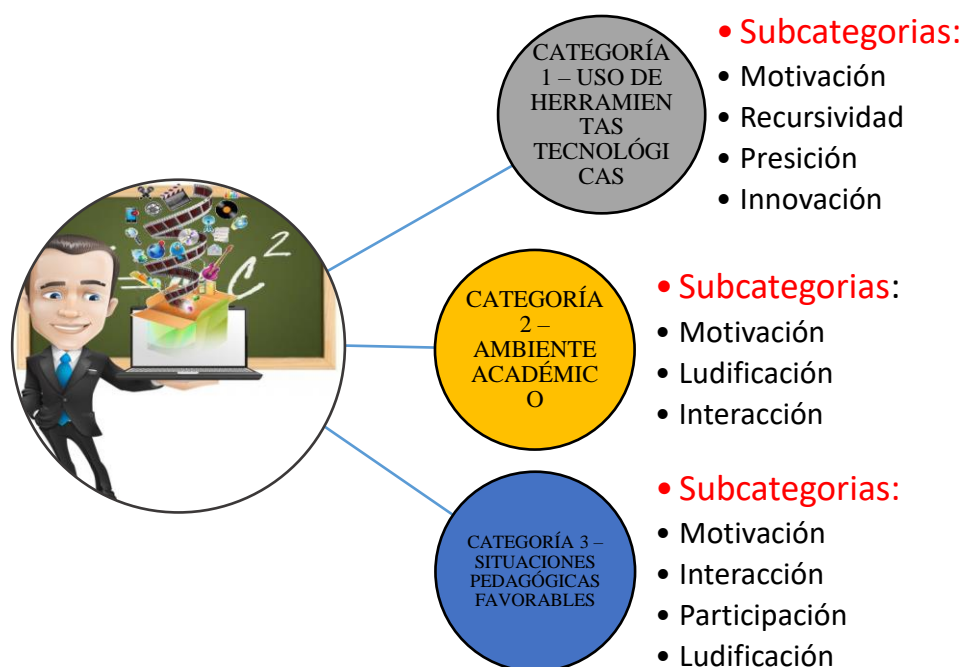 CATEGORÍA
1 – USO DE
HERRAMIEN
TAS
TECNOLÓGI
CAS
• Subcategorias:
• Motivación
• Recursividad
• Presición
• Innovación
C²
CATEGORÍA
2 –
AMBIENTE
ACADÉMIC
O
• Subcategorias:
• Motivación
• Ludificación
• Interacción
CATEGORÍA 3 –
SITUACIONES
PEDAGÓGICAS
FAVORABLES
• Subcategorias:
• Motivación
• Interacción
• Participación
• Ludificación